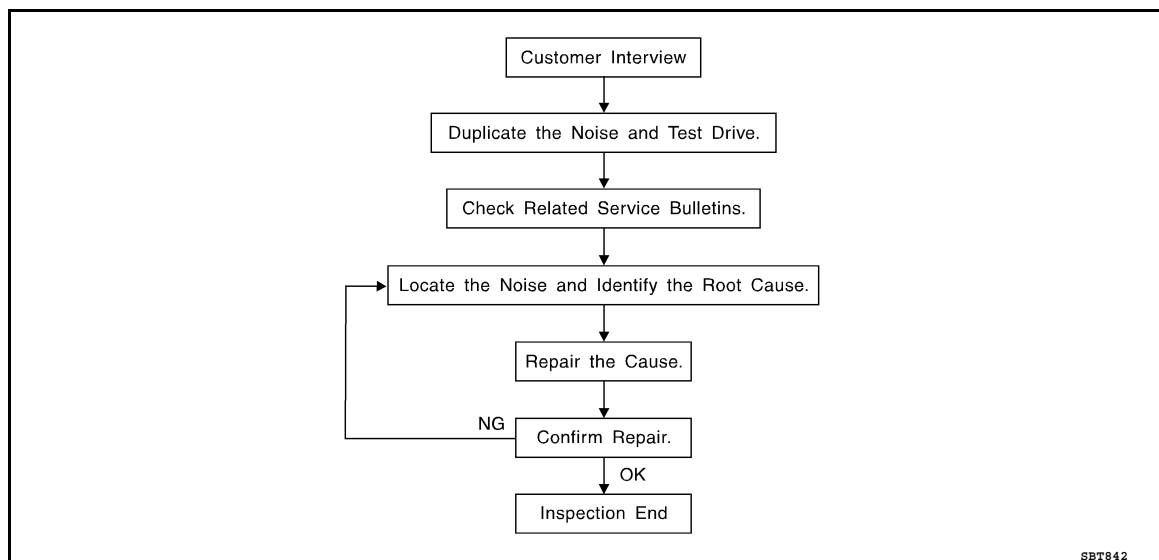 Customer Interview
Duplicate the Noise and Test Drive.
Check Related Service Bulletins.
Locate the Noise and Identify the Root Cause.
Repair the Cause.
NG
Confirm Repair.
OK
Inspection End
SBT842